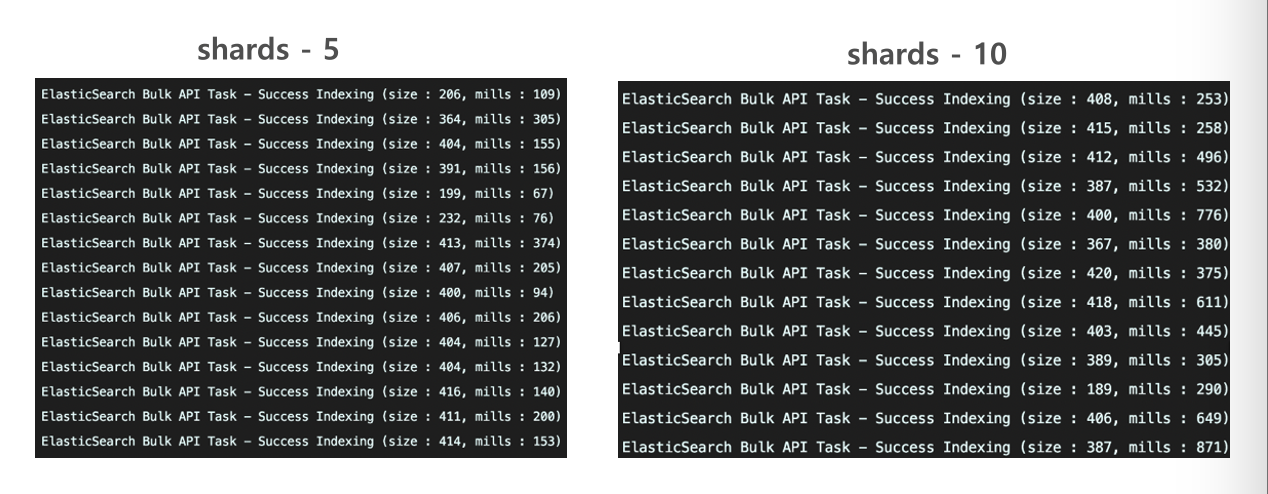 shards - 5
ElasticSearch Bulk API Task – Success Indexing (size : 206, mills : 109)
ElasticSearch Bulk API Task – Success Indexing (size : 364, mills : 305)
ElasticSearch Bulk API Task – Success Indexing (size : 404, mills : 155)
ElasticSearch Bulk API Task – Success Indexing (size : 391, mills : 156)
ElasticSearch Bulk API Task – Success Indexing (size : 199, mills : 67)
ElasticSearch Bulk API Task – Success Indexing (size : 232, mills : 76)
ElasticSearch Bulk API Task – Success Indexing (size : 413, mills : 374)
ElasticSearch Bulk API Task – Success Indexing (size : 407, mills : 205)
ElasticSearch Bulk API Task – Success Indexing (size : 400, mills : 94)
ElasticSearch Bulk API Task – Success Indexing (size : 406, mills : 206)
ElasticSearch Bulk API Task – Success Indexing (size : 404, mills : 127)
ElasticSearch Bulk API Task – Success Indexing (size : 404, mills : 132)
ElasticSearch Bulk API Task – Success Indexing (size : 416, mills : 140)
ElasticSearch Bulk API Task – Success Indexing (size : 411, mills : 200)
ElasticSearch Bulk API Task – Success Indexing (size : 414, mills : 153)
shards - 10
ElasticSearch Bulk API Task – Success Indexing (size : 408, mills : 253)
ElasticSearch Bulk API Task – Success Indexing (size : 415, mills : 258)
ElasticSearch Bulk API Task – Success Indexing (size : 412, mills : 496)
ElasticSearch Bulk API Task – Success Indexing (size : 387, mills : 532)
ElasticSearch Bulk API Task – Success Indexing (size : 400, mills : 776)
ElasticSearch Bulk API Task – Success Indexing (size : 367, mills : 380)
ElasticSearch Bulk API Task – Success Indexing (size : 420, mills : 375)
ElasticSearch Bulk API Task – Success Indexing (size : 418, mills : 611)
ElasticSearch Bulk API Task – Success Indexing (size : 403, mills : 445)
ElasticSearch Bulk API Task – Success Indexing (size : 389, mills : 305)
ElasticSearch Bulk API Task – Success Indexing (size : 189, mills : 290)
ElasticSearch Bulk API Task – Success Indexing (size : 406, mills : 649)
ElasticSearch Bulk API Task – Success Indexing (size : 387, mills : 871)